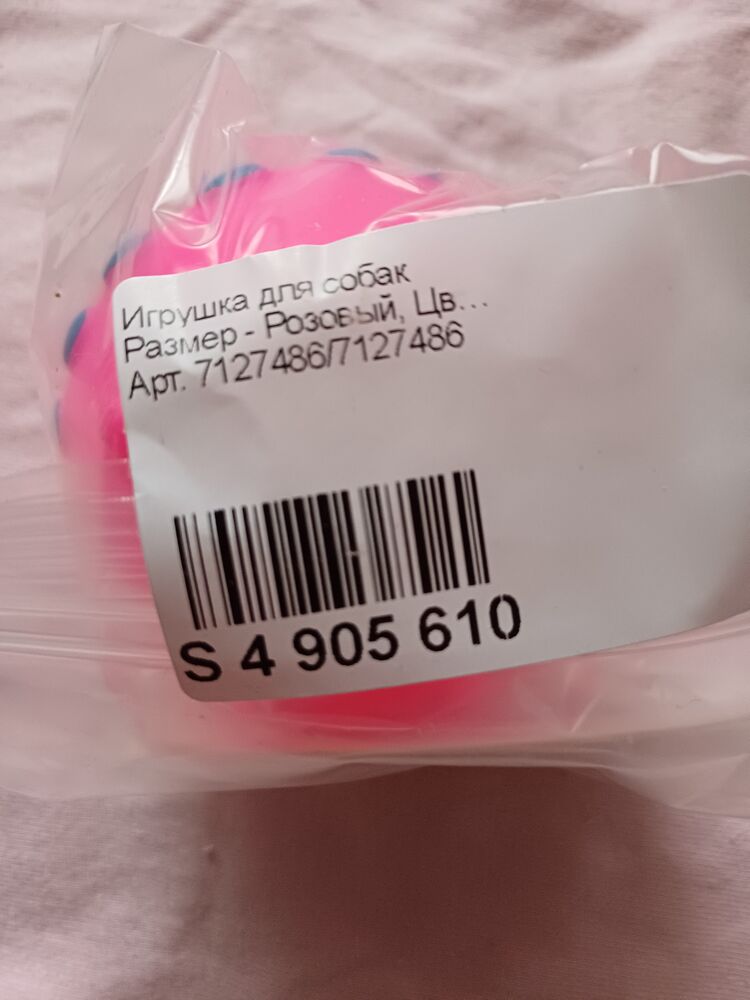 Игрушка для собак
Размер - Розовый, Цв...
Арт. 7127486/7127486
S 4 905 610